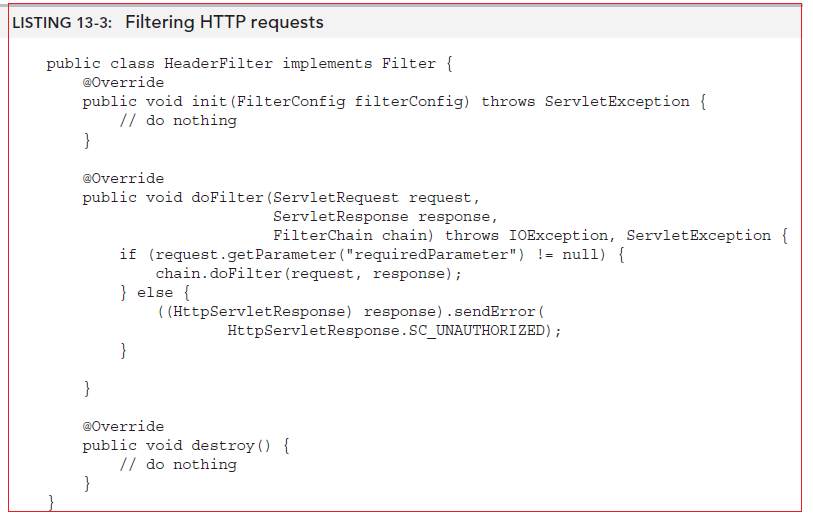 LISTING 13-3: Filtering HTTP requests
public class HeaderFilter implements Filter {
    @Override
    public void init(FilterConfig filterConfig) throws ServletException {
        // do nothing
    }
    @Override
    public void doFilter(ServletRequest request,
                         ServletResponse response,
                         FilterChain chain) throws IOException, ServletException {
        if (request.getParameter("requiredParameter") != null) {
            chain.doFilter(request, response);
        } else {
            ((HttpServletResponse) response).sendError(
                    HttpServletResponse.SC_UNAUTHORIZED);
        }
    }
    @Override
    public void destroy() {
        // do nothing
    }
}